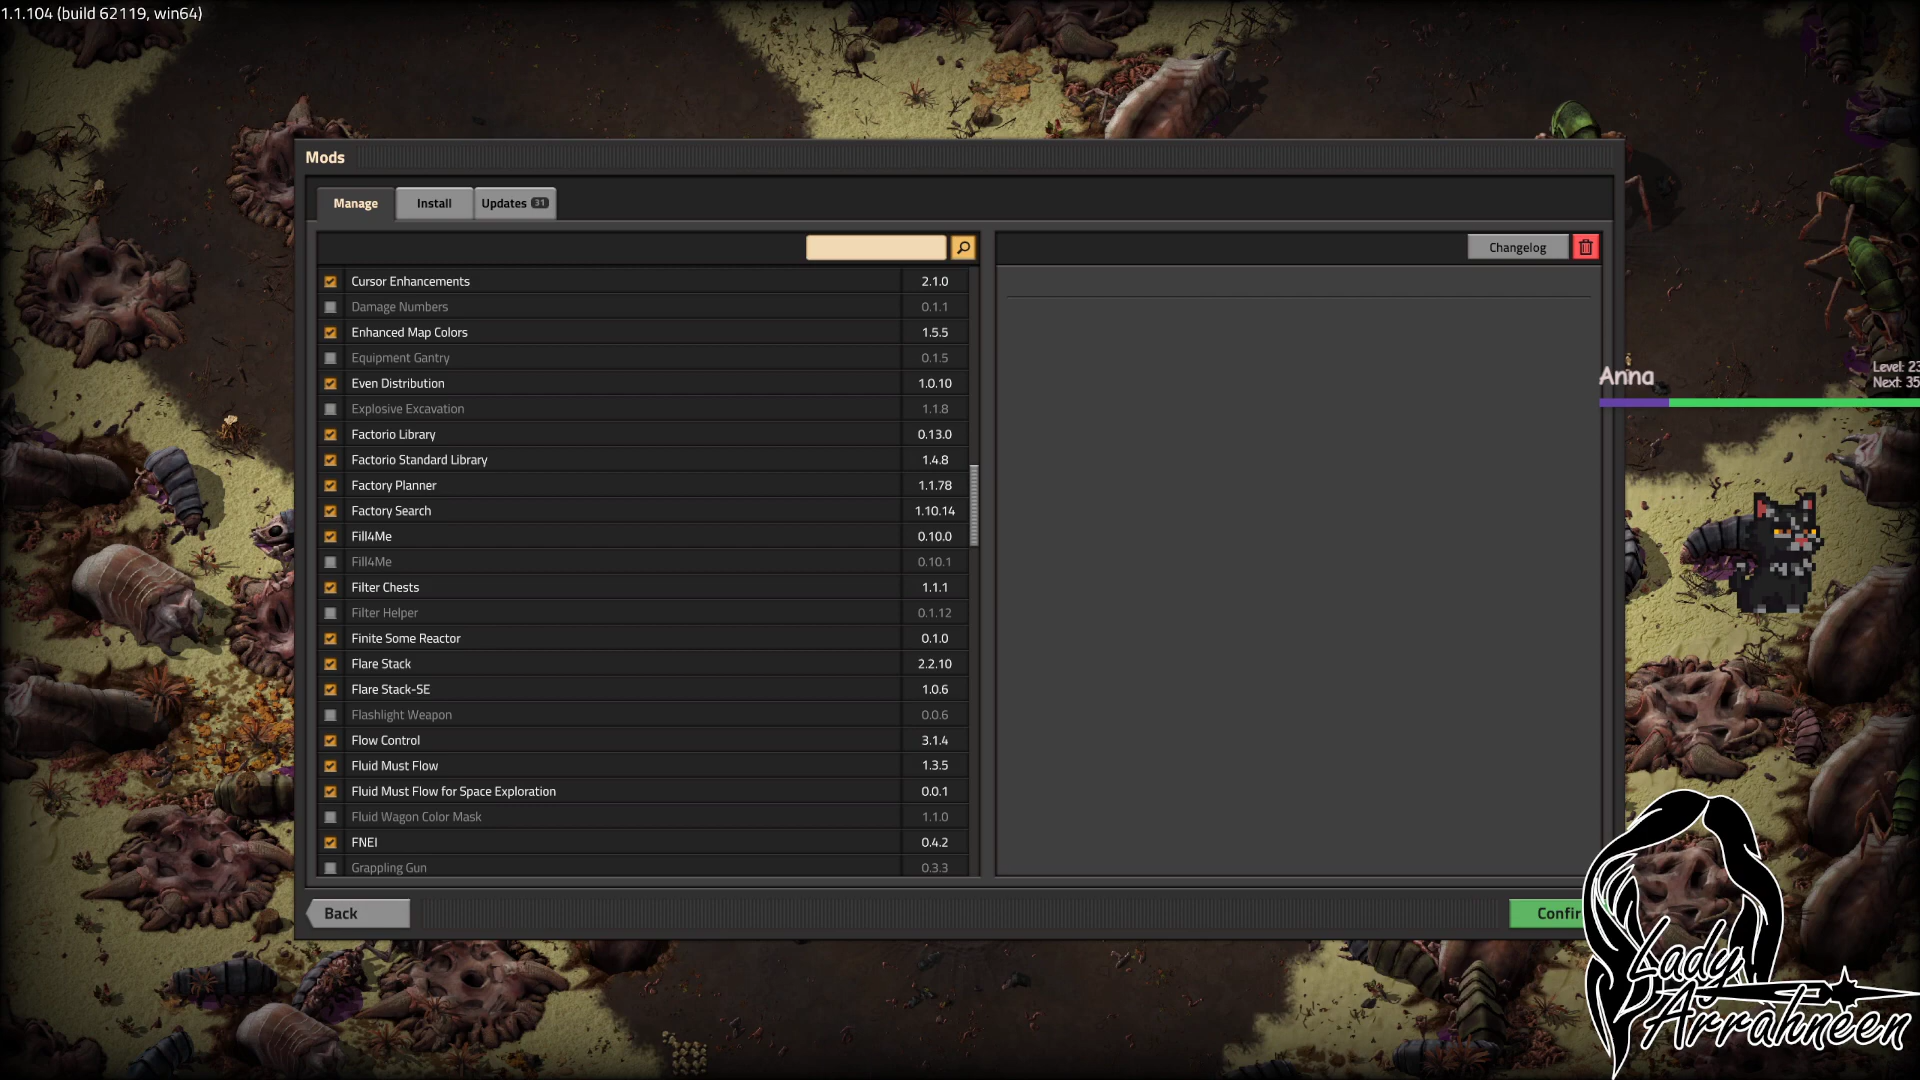 1.1.104 (build 62119, win64)
Mods
Manage Install Updates 31
Changelog
Cursor Enhancements 2.1.0
Damage Numbers 0.1.1
Enhanced Map Colors 1.5.5
Equipment Gantry 0.1.5
Even Distribution 1.0.10
Explosive Excavation 1.1.8
Factorio Library 0.13.0
Factorio Standard Library 1.4.8
Factory Planner 1.1.78
Factory Search 1.10.14
Fill4Me 0.10.0
Fill4Me 0.10.1
Filter Chests 1.1.1
Filter Helper 0.1.12
Finite Some Reactor 0.1.0
Flare Stack 2.2.10
Flare Stack-SE 1.0.6
Flashlight Weapon 0.0.6
Flow Control 3.1.4
Fluid Must Flow 1.3.5
Fluid Must Flow for Space Exploration 0.0.1
Fluid Wagon Color Mask 1.1.0
FNEI 0.4.2
Grappling Gun 0.3.3
Back
Confir
Anna
Level: 23
Next: 35
Lady
Arrahneen